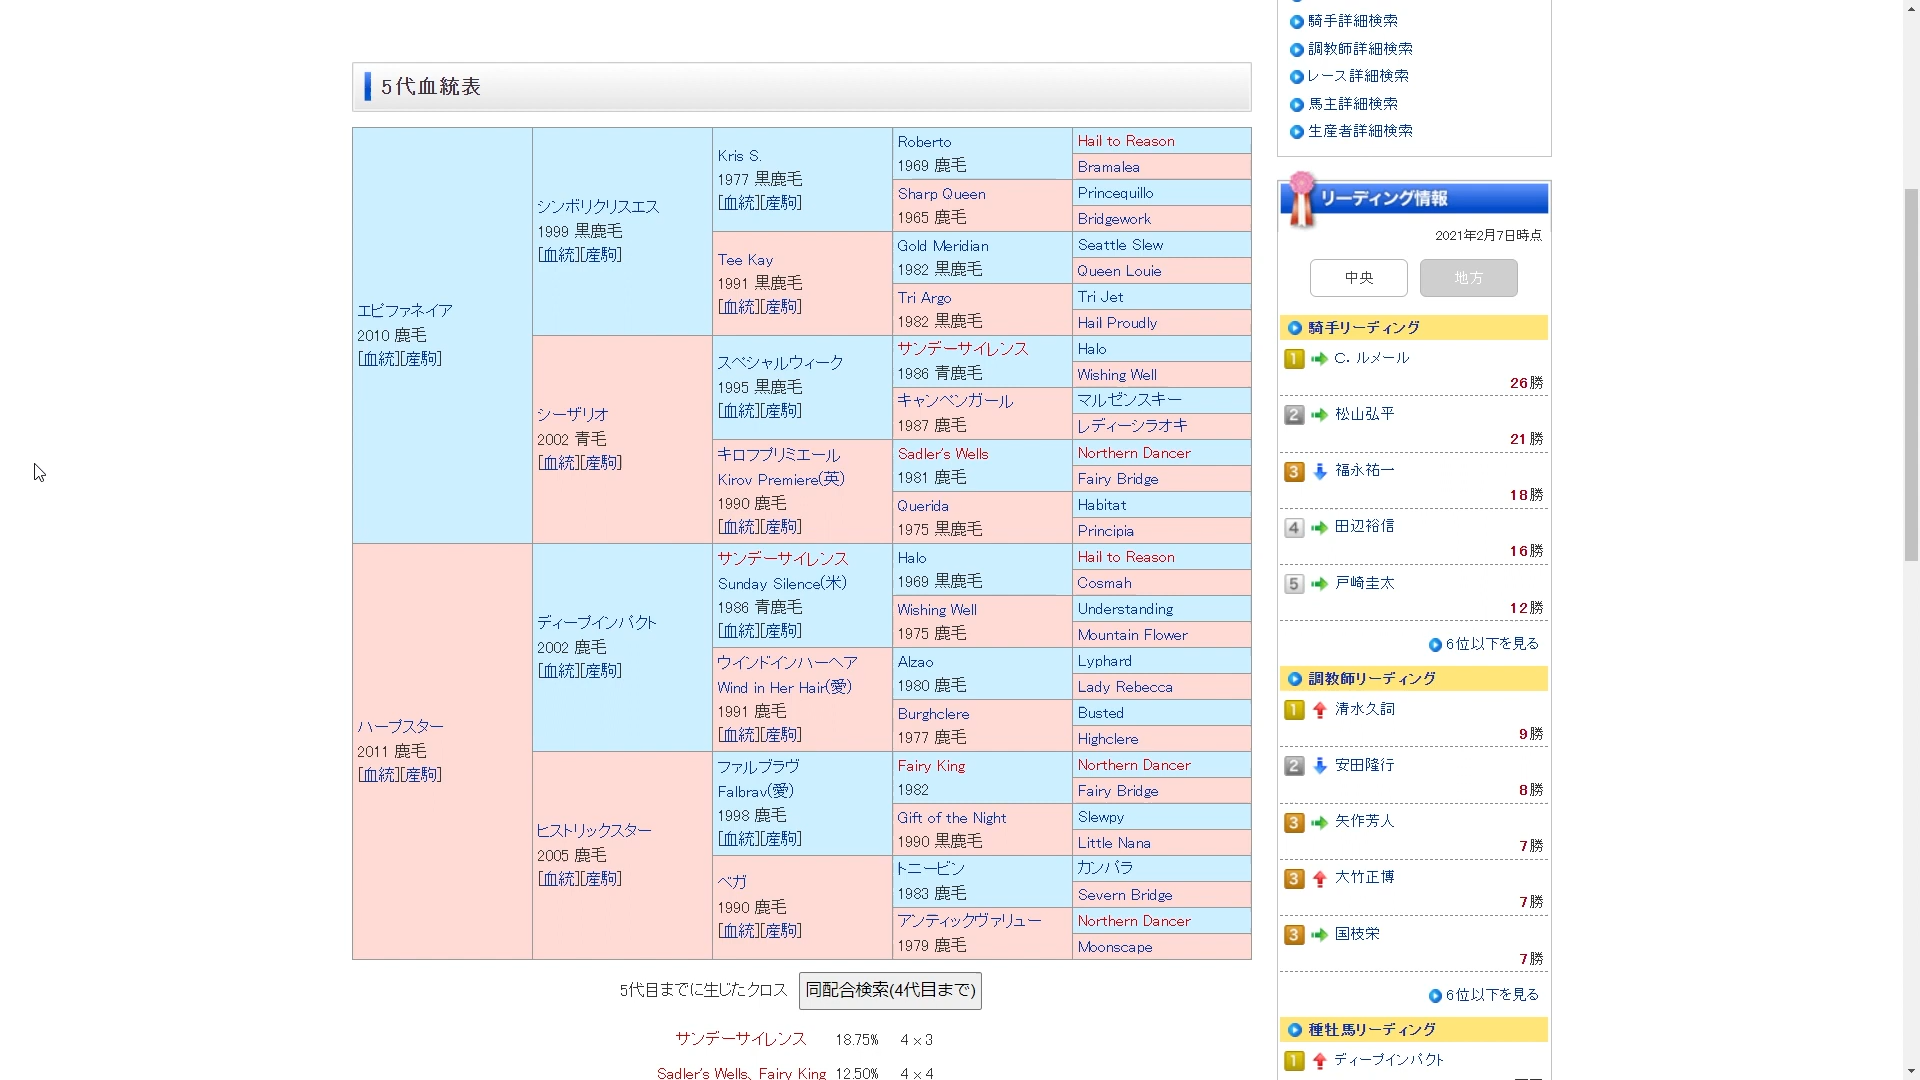 5代血統表
エピファネイア
2010 鹿毛
[血統][産駒]
シンボリクリスエス
1999 黒鹿毛
[血統][産駒]
Kris S.
1977 黒鹿毛
[血統][産駒]
Roberto
1969 鹿毛
Hail to Reason
Bramalea
Sharp Queen
1965 鹿毛
Princequillo
Bridgework
Tee Kay
1991 黒鹿毛
[血統][産駒]
Gold Meridian
1982 黒鹿毛
Seattle Slew
Queen Louie
Tri Argo
1982 黒鹿毛
Tri Jet
Hail Proudly
シーザリオ
2002 青毛
[血統][産駒]
スペシャルウィーク
1995 黒鹿毛
[血統][産駒]
サンデーサイレンス
1986 青鹿毛
Halo
Wishing Well
キャンペンガール
1987 鹿毛
マルゼンスキー
レディーシラオキ
キロフプリミエール
Kirov Premiere(英)
1990 鹿毛
[血統][産駒]
Sadler's Wells
1981 鹿毛
Northern Dancer
Fairy Bridge
Querida
1975 黒鹿毛
Habitat
Principia
ハープスター
2011 鹿毛
[血統][産駒]
ディープインパクト
2002 鹿毛
[血統][産駒]
サンデーサイレンス
Sunday Silence(米)
1986 青鹿毛
[血統][産駒]
Halo
1969 黒鹿毛
Hail to Reason
Cosmah
Wishing Well
1975 鹿毛
Understanding
Mountain Flower
ウインドインハーヘア
Wind in Her Hair(愛)
1991 鹿毛
[血統][産駒]
Alzao
1980 鹿毛
Lyphard
Lady Rebecca
Burghclere
1977 鹿毛
Busted
Highclere
ヒストリックスター
2005 鹿毛
[血統][産駒]
ファルブラヴ
Falbrav(愛)
1998 鹿毛
[血統][産駒]
Fairy King
1982
Northern Dancer
Fairy Bridge
Gift of the Night
1990 黒鹿毛
Slewpy
Little Nana
ベガ
1990 鹿毛
[血統][産駒]
トニービン
1983 鹿毛
カンパラ
Severn Bridge
アンティックヴァリュー
1979 鹿毛
Northern Dancer
Moonscape
5代目までに生じたクロス 同配合検索(4代目まで)
サンデーサイレンス 18.75% 4 × 3
Sadler's Wells、Fairy King 12.50% 4 × 4
騎手詳細検索
調教師詳細検索
レース詳細検索
馬主詳細検索
生産者詳細検索
リーディング情報
2021年2月7日時点
中央 地方
騎手リーディング
1 C. ルメール
26勝
2 松山弘平
21勝
3 福永祐一
18勝
4 田辺裕信
16勝
5 戸崎圭太
12勝
6位以下を見る
調教師リーディング
1 清水久詞
9勝
2 安田隆行
8勝
3 矢作芳人
7勝
3 大竹正博
7勝
3 国枝栄
7勝
6位以下を見る
種牡馬リーディング
1 ディープインパクト